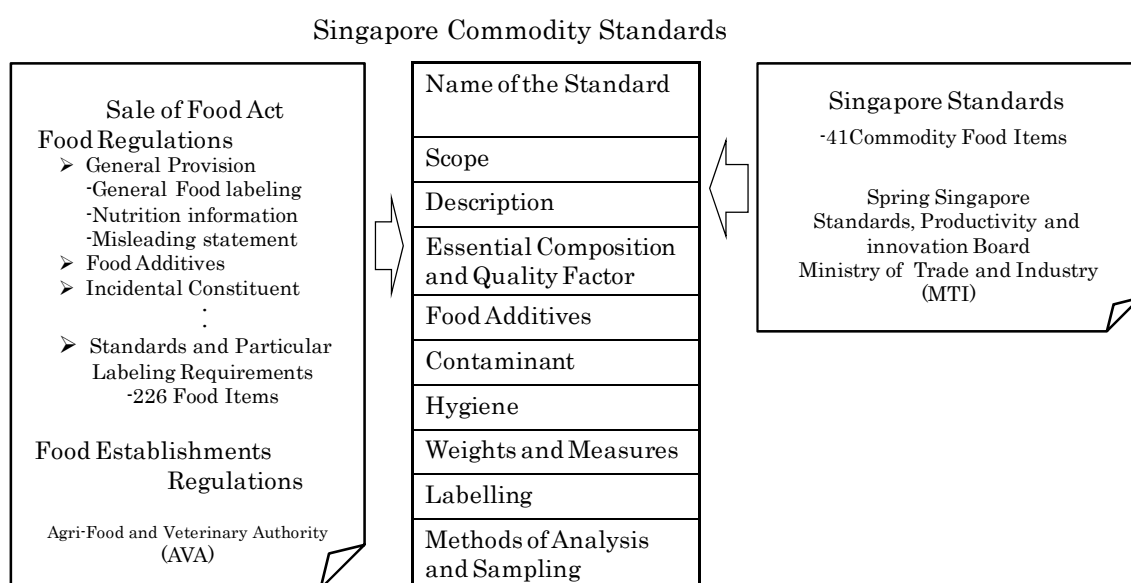 Singapore Commodity Standards
Sale of Food Act
Food Regulations
➢ General Provision
-General Food labeling
-Nutrition information
-Misleading statement
➢ Food Additives
➢ Incidental Constituent
.
.
➢ Standards and Particular
Labeling Requirements
-226 Food Items
Food Establishments
Regulations
Agri-Food and Veterinary Authority
(AVA)
Name of the Standard
Scope
Description
Essential Composition
and Quality Factor
Food Additives
Contaminant
Hygiene
Weights and Measures
Labelling
Methods of Analysis
and Sampling
Singapore Standards
-41Commodity Food Items
Spring Singapore
Standards, Productivity and
innovation Board
Ministry of Trade and Industry
(MTI)